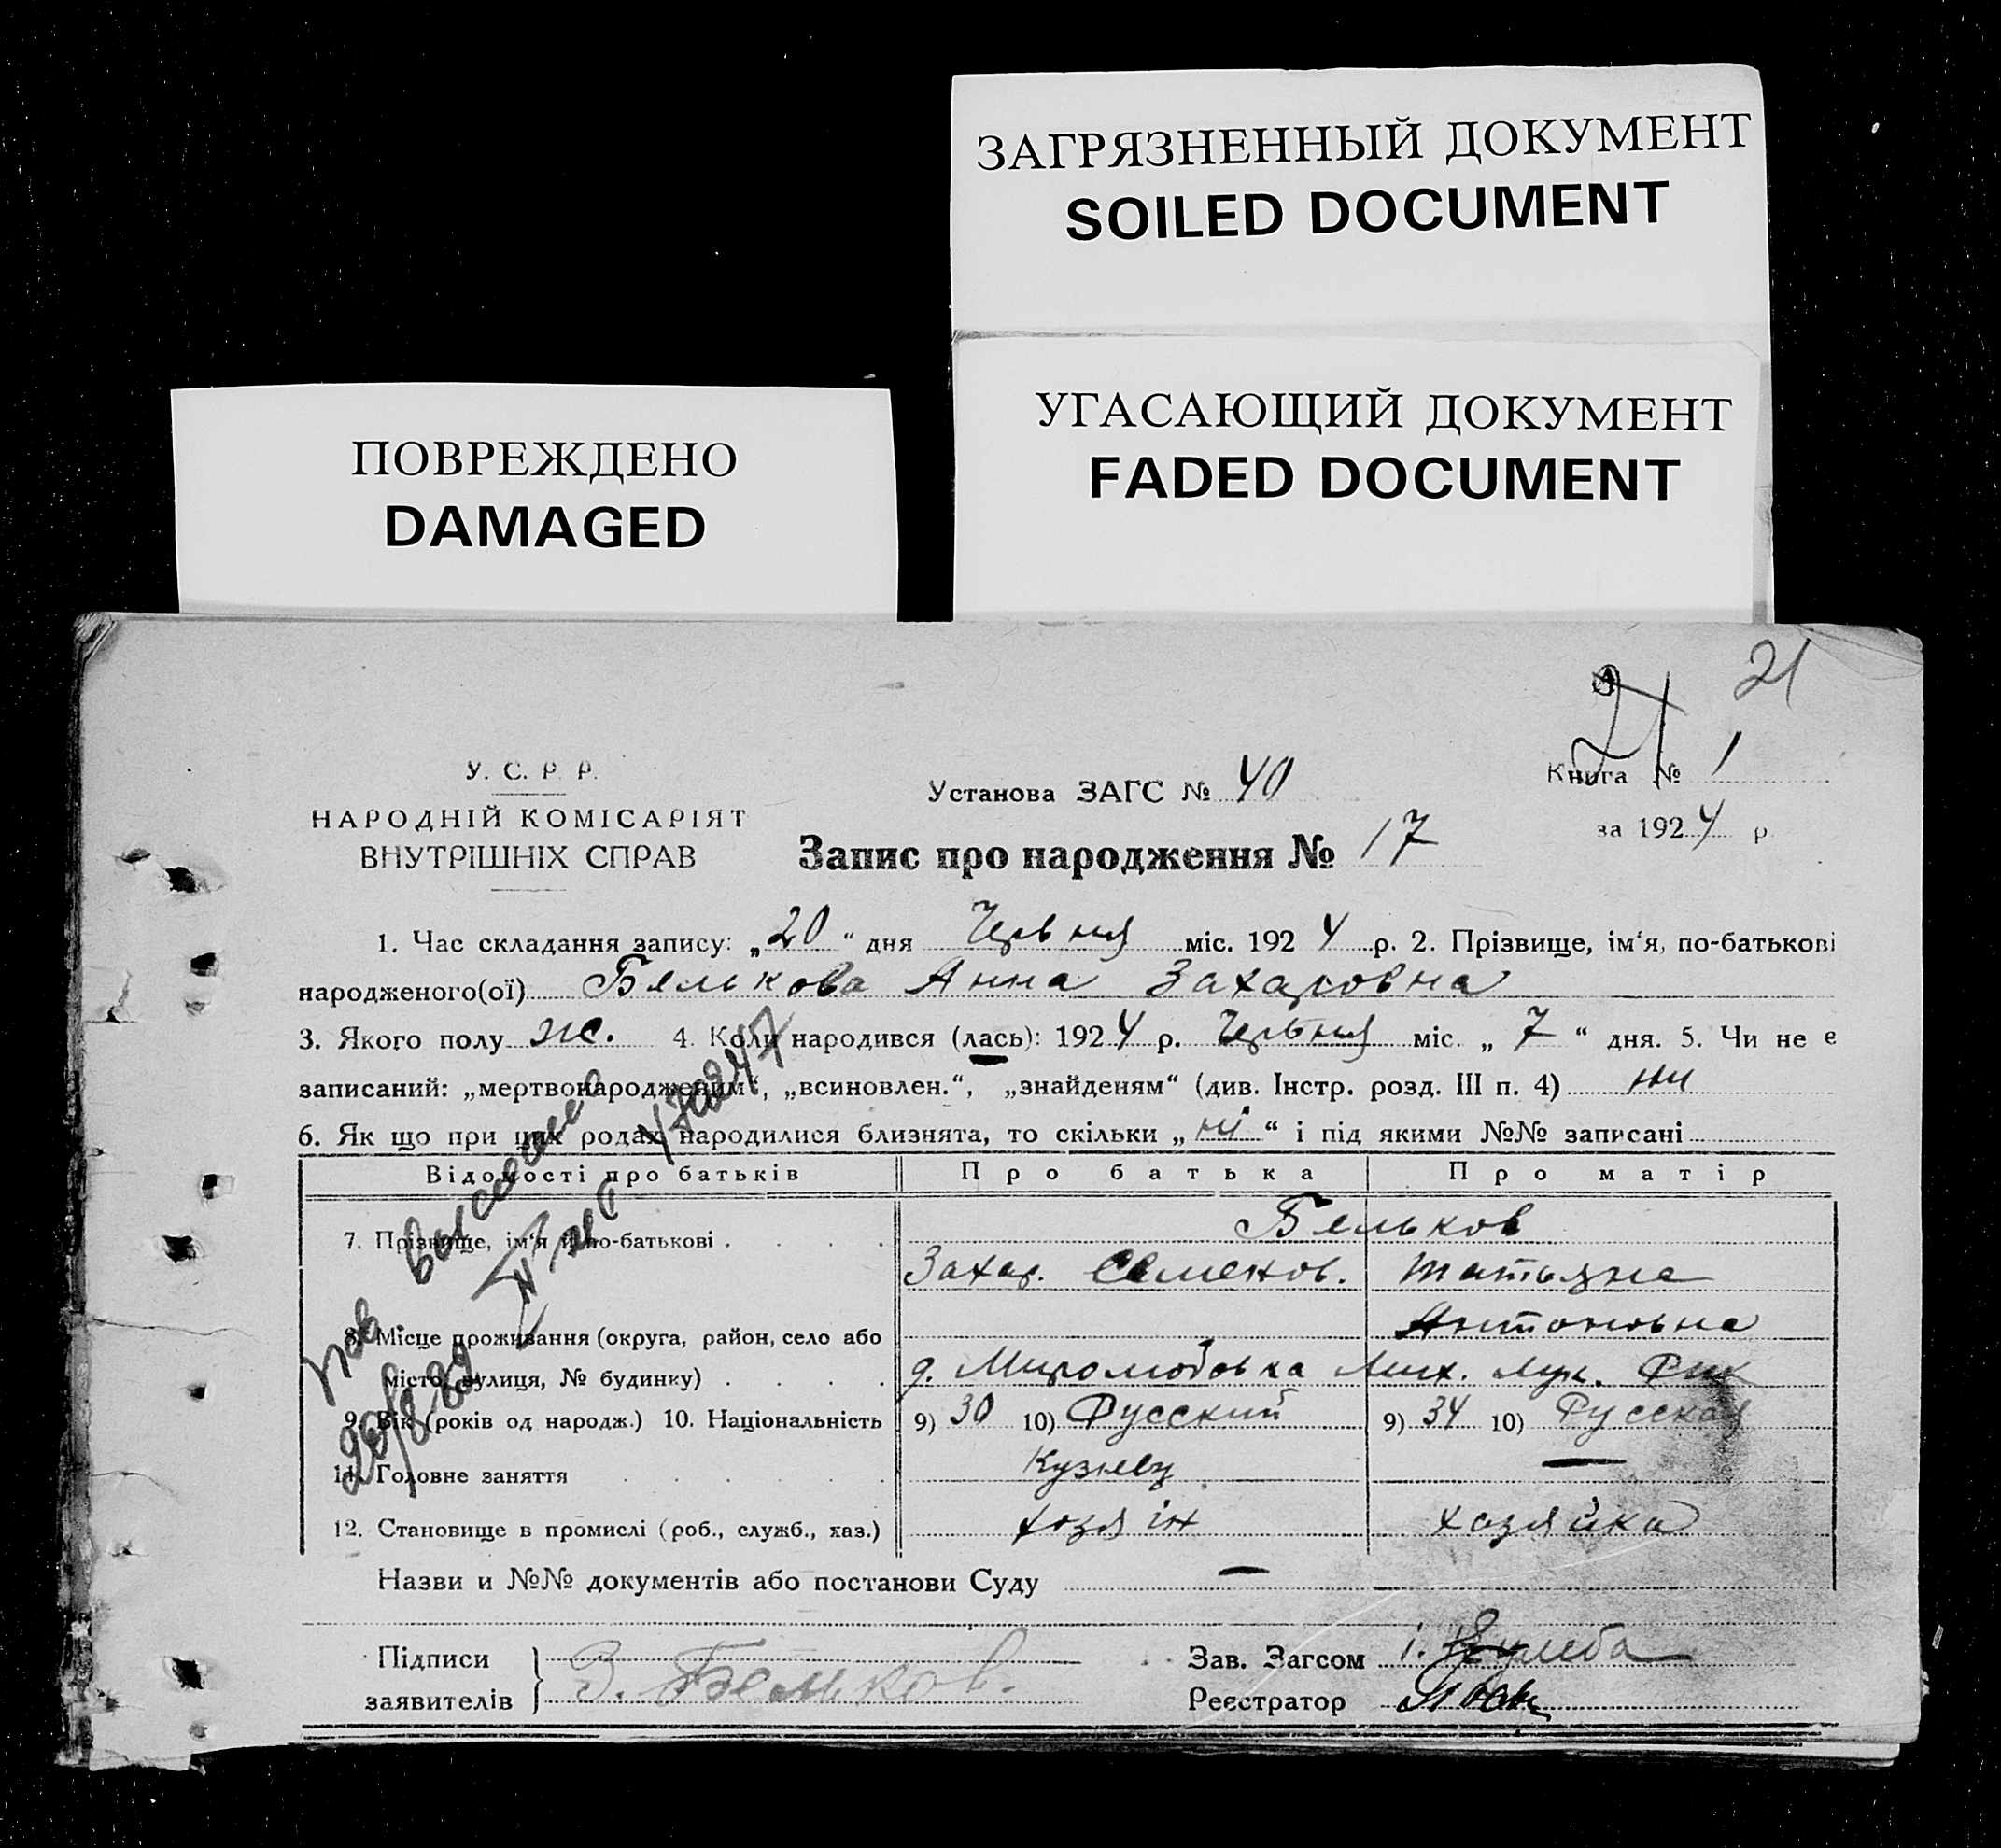 ЗАГРЯЗНЕННЫЙ ДОКУМЕНТ
SOILED DOCUMENT
УГАСАЮЩИЙ ДОКУМЕНТ
FADED DOCUMENT
ПОВРЕЖДЕНО
DAMAGED
21
21
У. С. Р. Р.
НАРОДНІЙ КОМІСАРІЯТ
ВНУТРІШНІХ СПРАВ
Установа ЗАГС № 40
Книга № 1
за 1924 р.
Запис про народження № 17
1. Час складання запису: „20“ дня Червня міс. 1924 р. 2. Прізвище, ім‘я, по-батькові
народженого(ої) Белькова Анна Захаровна
3. Якого полу ж. 4. Коли народився (лась): 1924 р. Червня міс. „7“ дня. 5. Чи не є
записаний: „мертвонародженим“, „всиновлен.“, „знайденям“ (див. Інстр. розд. III п. 4) ни
6. Як що при цих родах народилися близнята, то скільки „ні“ і під якими №№ записані
Відомості про батьків Про батька Про матір
7. Прізвище, ім‘я й по-батькові Бельков
Захар. Семенов. Татьяна
Антоновна
8. Місце проживання (округа, район, село або
місто, вулиця, № будинку) д. Миролюбовка Мих. Рик
9. Вік (років од народж.) 10. Національність 9) 30 10) Русский 9) 34 10) Русская
11. Головне заняття Кузнец —
12. Становище в промислі (роб., служб., хаз.) хозяін хозяйка
Назви и №№ документів або постанови Суду —
Підписи
заявителів З. Бельков.
Зав. Загсом
Реєстратор